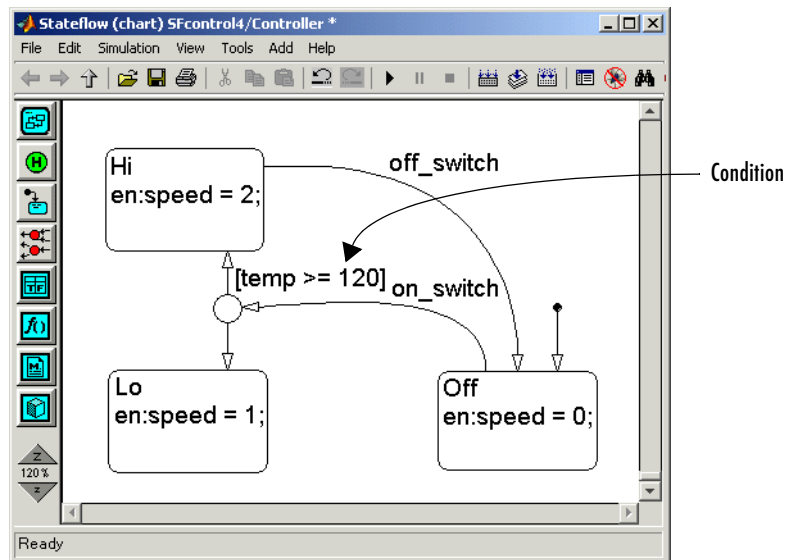 Stateflow (chart) SFcontrol4/Controller *
File Edit Simulation View Tools Add Help
Hi
en:speed = 2;
off_switch
Condition
[temp >= 120]
on_switch
Lo
en:speed = 1;
Off
en:speed = 0;
H
f()
M
Z
120%
z
Ready